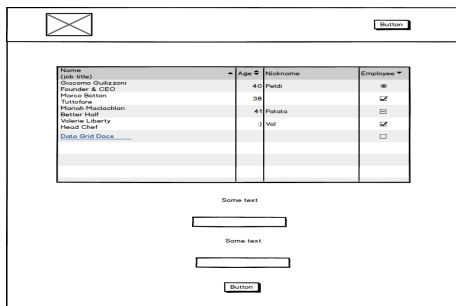 Button
Name
(job title)
Age
Nickname
Employee
Giacomo Guilizzoni
Founder & CEO
40
Peldi
Marco Botton
Tuttofare
38
Mariah Maclachlan
Better Half
41
Patata
Valerie Liberty
Head Chef
:)
Val
Data Grid Docs
Some text
Some text
Button